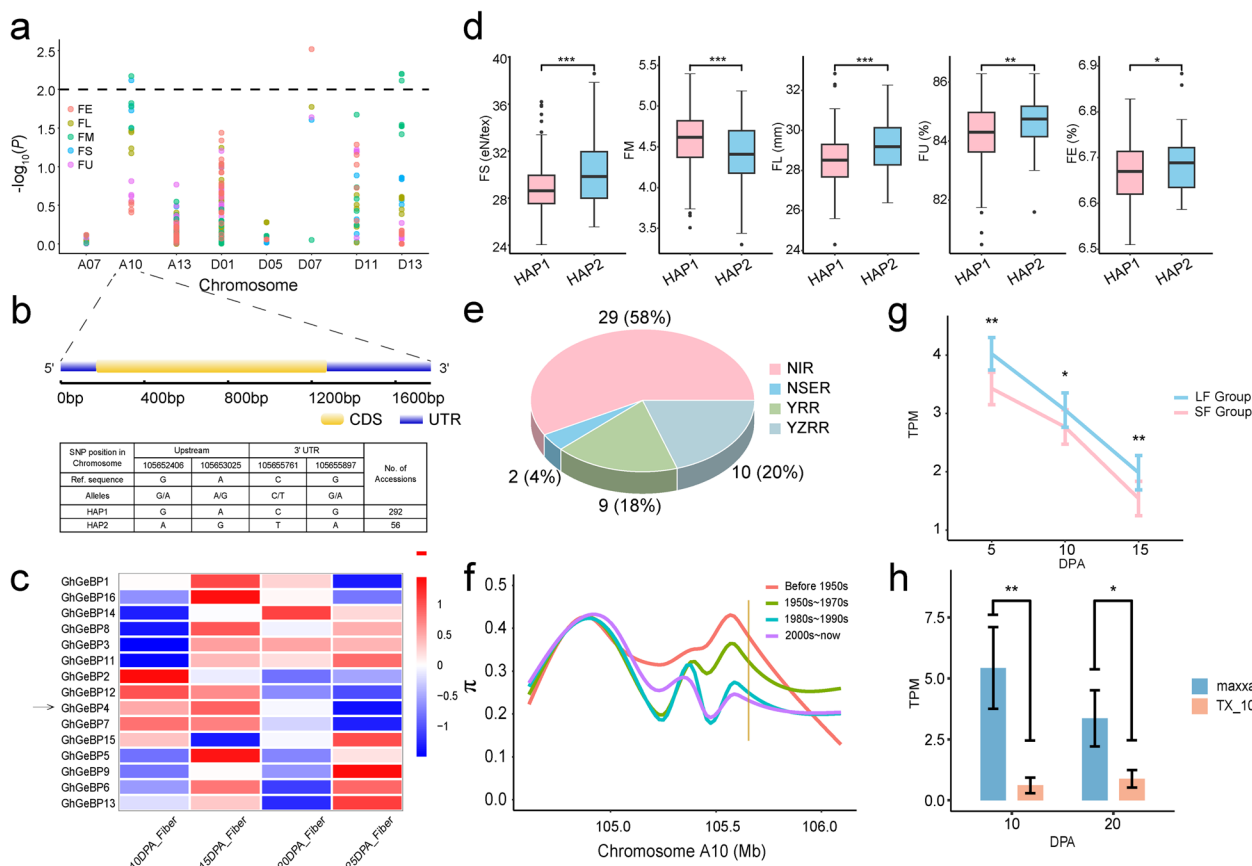 a
2.5
2.0
1.5
1.0
0.5
0.0
-log10(P)
FE
FL
FM
FS
FU
A07 A10 A13 D01 D05 D07 D11 D13
Chromosome
b
5' 3'
0bp 400bp 800bp 1200bp 1600bp
CDS UTR
SNP position in Chromosome Upstream 3' UTR No. of Accessions
105652406 105653025 105655761 105655897
Ref. sequence G A C G
Alleles G/A A/G C/T G/A
HAP1 G A C G 292
HAP2 A G T A 56
c
GhGeBP1
GhGeBP16
GhGeBP14
GhGeBP8
GhGeBP3
GhGeBP11
GhGeBP2
GhGeBP12
GhGeBP4
GhGeBP7
GhGeBP15
GhGeBP5
GhGeBP9
GhGeBP6
GhGeBP13
10DPA_Fiber 15DPA_Fiber 20DPA_Fiber 25DPA_Fiber
1
0.5
0
−0.5
−1
d
40
36
32
28
24
FS (eN/tex)
***
HAP1 HAP2
5.5
5.0
4.5
4.0
3.5
FM
***
HAP1 HAP2
32
30
28
26
24
FL (mm)
***
HAP1 HAP2
86
84
82
FU (%)
**
HAP1 HAP2
6.9
6.8
6.7
6.6
6.5
FE (%)
*
HAP1 HAP2
e
29 (58%)
2 (4%)
9 (18%)
10 (20%)
NIR
NSER
YRR
YZRR
f
0.5
0.4
0.3
0.2
0.1
0.0
π
Before 1950s
1950s~1970s
1980s~1990s
2000s~now
105.0 105.5 106.0
Chromosome A10 (Mb)
g
4
3
2
1
TPM
**
*
**
5 10 15
DPA
LF Group
SF Group
h
7.5
5.0
2.5
0.0
TPM
**
*
10 20
DPA
maxxa
TX_10